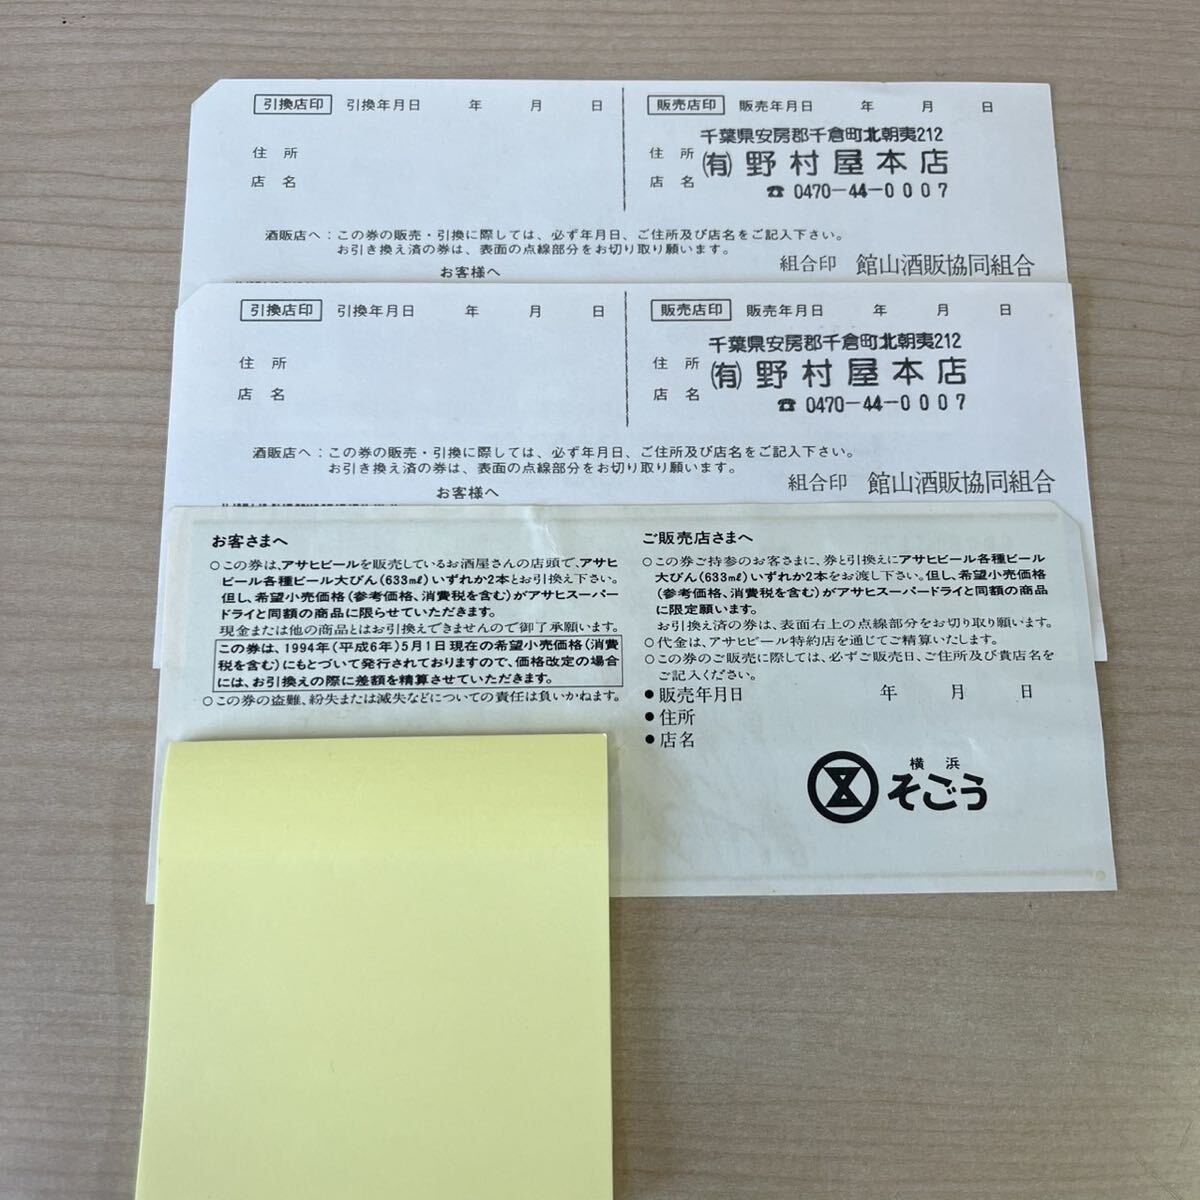 引換店印 引換年月日 年 月 日
住所
店名
販売店印 販売年月日 年 月 日
千葉県安房郡千倉町北朝夷212
住所 ㈲ 野村屋本店
店名 ☎ 0470-44-0007
酒販店へ：この券の販売・引換に際しては、必ず年月日、ご住所及び店名をご記入下さい。
お引き換え済の券は、表面の点線部分をお切り取り願います。
組合印 館山酒販協同組合
お客様へ
引換店印 引換年月日 年 月 日
住所
店名
販売店印 販売年月日 年 月 日
千葉県安房郡千倉町北朝夷212
住所 ㈲ 野村屋本店
店名 ☎ 0470-44-0007
酒販店へ：この券の販売・引換に際しては、必ず年月日、ご住所及び店名をご記入下さい。
お引き換え済の券は、表面の点線部分をお切り取り願います。
組合印 館山酒販協同組合
お客様へ
お客さまへ
○この券は、アサヒビールを販売しているお酒屋さんの店頭で、アサヒ
ビール各種ビール大びん(633mℓ)いずれか2本とお引換え下さい。
但し、希望小売価格(参考価格、消費税を含む)がアサヒスーパー
ドライと同額の商品に限らせていただきます。
現金または他の商品とはお引換えできませんので御了承願います。
この券は、1994年(平成6年)5月1日現在の希望小売価格(消費
税を含む)にもとづいて発行されておりますので、価格改定の場合
には、お引換えの際に差額を精算させていただきます。
○この券の盗難、紛失または滅失などについての責任は負いかねます。
ご販売店さまへ
○この券ご持参のお客さまに、券と引換えにアサヒビール各種ビール
大びん(633mℓ)いずれか2本をお渡し下さい。但し、希望小売価格
(参考価格、消費税を含む)がアサヒスーパードライと同額の商品
に限定願います。
お引換え済の券は、表面右上の点線部分をお切り取り願います。
○代金は、アサヒビール特約店を通じてご精算いたします。
○この券のご販売に際しては、必ずご販売日、ご住所及び貴店名を
ご記入ください。
●販売年月日 年 月 日
●住所
●店名
横浜
そごう